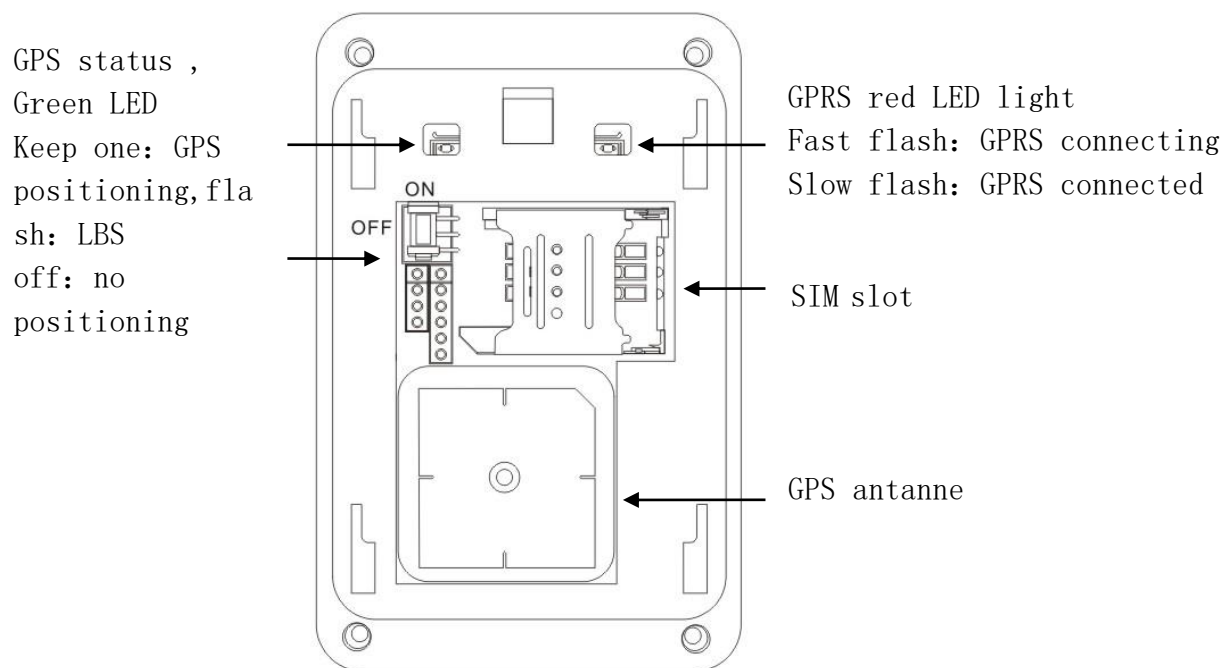 GPS status ,
Green LED
Keep one: GPS
positioning,fla
sh: LBS
off: no
positioning
ON
OFF
GPRS red LED light
Fast flash: GPRS connecting
Slow flash: GPRS connected
SIM slot
GPS antanne